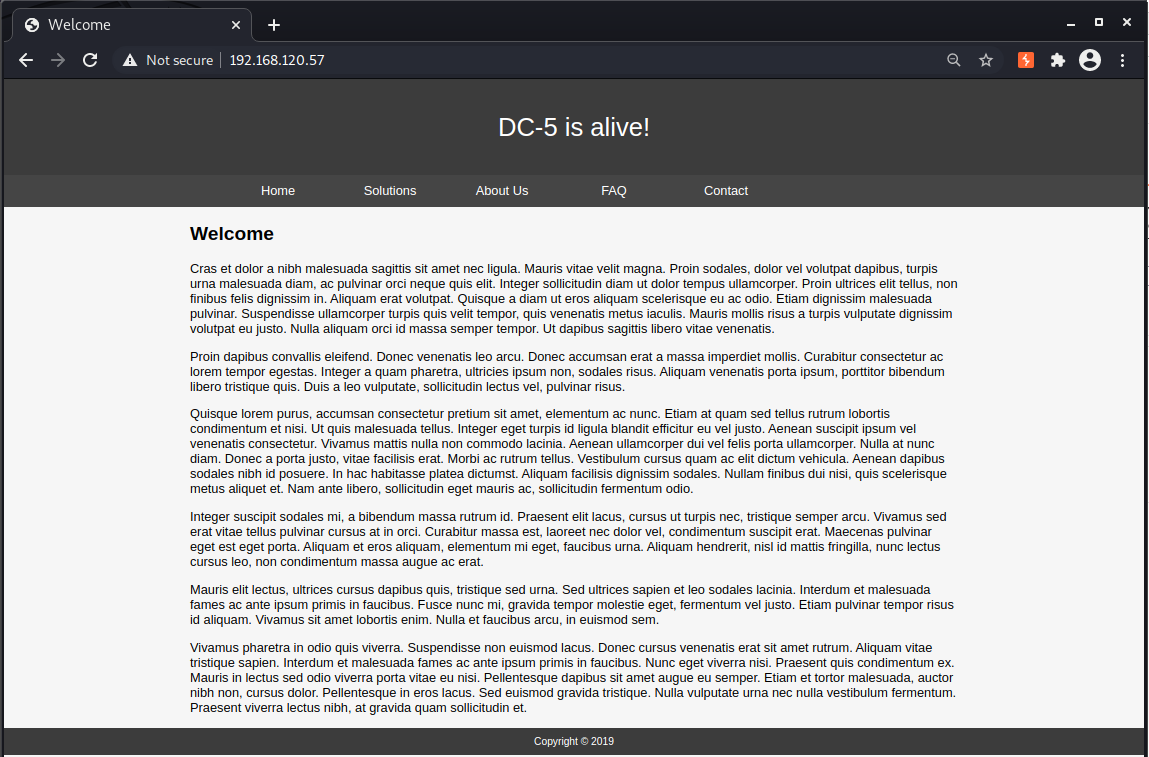 Welcome
Not secure
192.168.120.57
DC-5 is alive!
Home Solutions About Us FAQ Contact
Welcome
Cras et dolor a nibh malesuada sagittis sit amet nec ligula. Mauris vitae velit magna. Proin sodales, dolor vel volutpat dapibus, turpis
urna malesuada diam, ac pulvinar orci neque quis elit. Integer sollicitudin diam ut dolor tempus ullamcorper. Proin ultrices elit tellus, non
finibus felis dignissim in. Aliquam erat volutpat. Quisque a diam ut eros aliquam scelerisque eu ac odio. Etiam dignissim malesuada
pulvinar. Suspendisse ullamcorper turpis quis velit tempor, quis venenatis metus iaculis. Mauris mollis risus a turpis vulputate dignissim
volutpat eu justo. Nulla aliquam orci id massa semper tempor. Ut dapibus sagittis libero vitae venenatis.
Proin dapibus convallis eleifend. Donec venenatis leo arcu. Donec accumsan erat a massa imperdiet mollis. Curabitur consectetur ac
lorem tempor egestas. Integer a quam pharetra, ultricies ipsum non, sodales risus. Aliquam venenatis porta ipsum, porttitor bibendum
libero tristique quis. Duis a leo vulputate, sollicitudin lectus vel, pulvinar risus.
Quisque lorem purus, accumsan consectetur pretium sit amet, elementum ac nunc. Etiam at quam sed tellus rutrum lobortis
condimentum et nisi. Ut quis malesuada tellus. Integer eget turpis id ligula blandit efficitur eu vel justo. Aenean suscipit ipsum vel
venenatis consectetur. Vivamus mattis nulla non commodo lacinia. Aenean ullamcorper dui vel felis porta ullamcorper. Nulla at nunc
diam. Donec a porta justo, vitae facilisis erat. Morbi ac rutrum tellus. Vestibulum cursus quam ac elit dictum vehicula. Aenean dapibus
sodales nibh id posuere. In hac habitasse platea dictumst. Aliquam facilisis dignissim sodales. Nullam finibus dui nisi, quis scelerisque
metus aliquet et. Nam ante libero, sollicitudin eget mauris ac, sollicitudin fermentum odio.
Integer suscipit sodales mi, a bibendum massa rutrum id. Praesent elit lacus, cursus ut turpis nec, tristique semper arcu. Vivamus sed
erat vitae tellus pulvinar cursus at in orci. Curabitur massa est, laoreet nec dolor vel, condimentum suscipit erat. Maecenas pulvinar
eget est eget porta. Aliquam et eros aliquam, elementum mi eget, faucibus urna. Aliquam hendrerit, nisl id mattis fringilla, nunc lectus
cursus leo, non condimentum massa augue ac erat.
Mauris elit lectus, ultrices cursus dapibus quis, tristique sed urna. Sed ultrices sapien et leo sodales lacinia. Interdum et malesuada
fames ac ante ipsum primis in faucibus. Fusce nunc mi, gravida tempor molestie eget, fermentum vel justo. Etiam pulvinar tempor risus
id aliquam. Vivamus sit amet lobortis enim. Nulla et faucibus arcu, in euismod sem.
Vivamus pharetra in odio quis viverra. Suspendisse non euismod lacus. Donec cursus venenatis erat sit amet rutrum. Aliquam vitae
tristique sapien. Interdum et malesuada fames ac ante ipsum primis in faucibus. Nunc eget viverra nisi. Praesent quis condimentum ex.
Mauris in lectus sed odio viverra porta vitae eu nisi. Pellentesque dapibus sit amet augue eu semper. Etiam et tortor malesuada, auctor
nibh non, cursus dolor. Pellentesque in eros lacus. Sed euismod gravida tristique. Nulla vulputate urna nec nulla vestibulum fermentum.
Praesent viverra lectus nibh, at gravida quam sollicitudin et.
Copyright © 2019